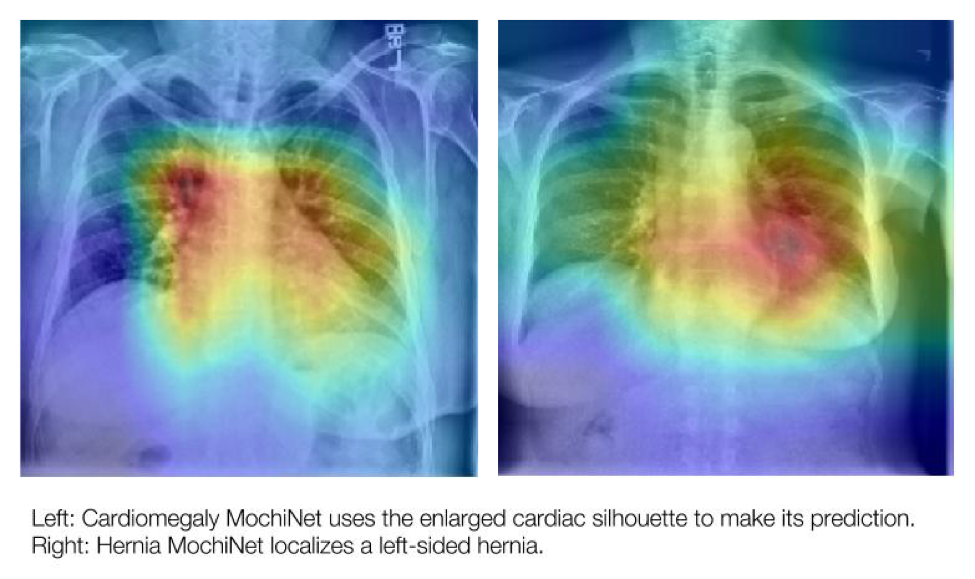 Left: Cardiomegaly MochiNet uses the enlarged cardiac silhouette to make its prediction.
Right: Hernia MochiNet localizes a left-sided hernia.